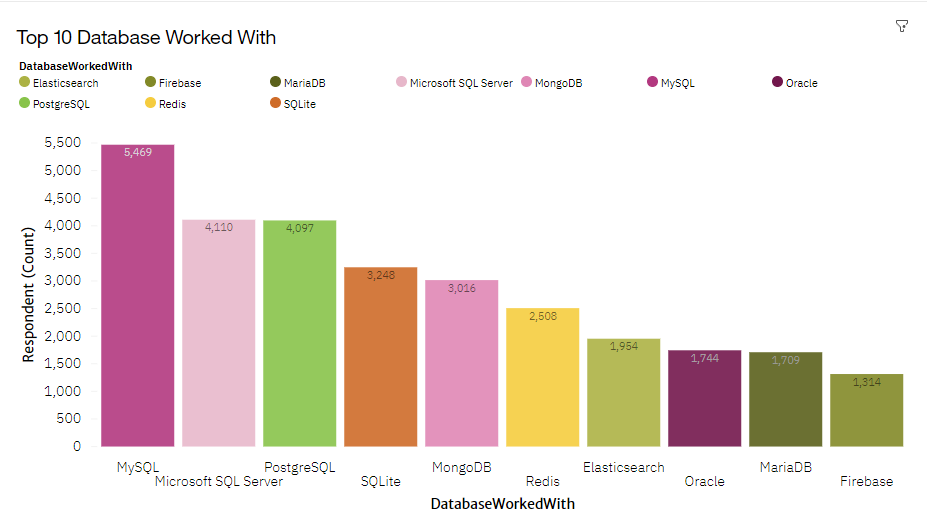 Top 10 Database Worked With
DatabaseWorkedWith
Elasticsearch Firebase MariaDB Microsoft SQL Server MongoDB MySQL Oracle
PostgreSQL Redis SQLite
Respondent (Count)
5,500
5,000
4,500
4,000
3,500
3,000
2,500
2,000
1,500
1,000
500
0
5,469
4,110
4,097
3,248
3,016
2,508
1,954
1,744
1,709
1,314
MySQL PostgreSQL MongoDB Elasticsearch MariaDB
Microsoft SQL Server SQLite Redis Oracle Firebase
DatabaseWorkedWith